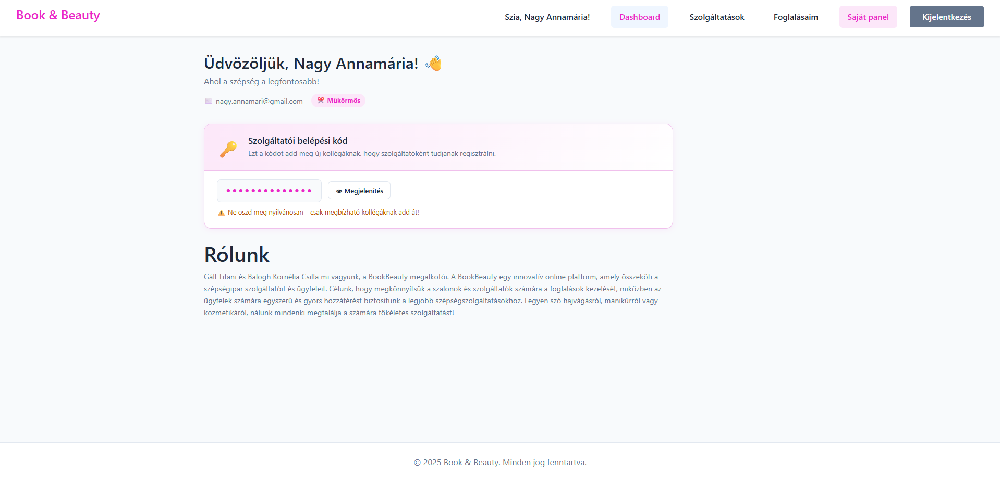 Book & Beauty
Szia, Nagy Annamária!
Dashboard
Szolgáltatások
Foglalásaim
Saját panel
Kijelentkezés
Üdvözöljük, Nagy Annamária! 👋
Ahol a szépség a legfontosabb!
nagy.annamari@gmail.com
Műkörmös
Szolgáltatói belépési kód
Ezt a kódot add meg új kollégáknak, hogy szolgáltatóként tudjanak regisztrálni.
••••••••••••••
Megjelenítés
⚠️ Ne oszd meg nyilvánosan – csak megbízható kollégáknak add át!
Rólunk
Gáll Tifani és Balogh Kornélia Csilla mi vagyunk, a BookBeauty megalkotói. A BookBeauty egy innovatív online platform, amely összeköti a
szépségipar szolgáltatóit és ügyfeleit. Célunk, hogy megkönnyítsük a szalonok és szolgáltatók számára a foglalások kezelését, miközben az
ügyfelek számára egyszerű és gyors hozzáférést biztosítunk a legjobb szépségszolgáltatásokhoz. Legyen szó hajvágásról, manikűrről vagy
kozmetikáról, nálunk mindenki megtalálja a számára tökéletes szolgáltatást!
© 2025 Book & Beauty. Minden jog fenntartva.